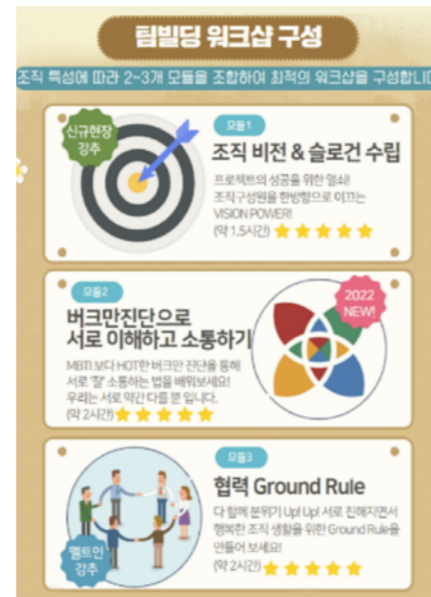 팀빌딩 워크샵 구성
조직 특성에 따라 2~3개 모듈을 조합하여 최적의 워크샵을 구성합니다
신규현장
강추
모듈1
조직 비전 & 슬로건 수립
프로젝트의 성공을 위한 열쇠!
조직구성원을 한방향으로 이끄는
VISION POWER!
(약 1.5시간)
모듈2
버크만진단으로
서로 이해하고 소통하기
MBTI 보다 HOT한 버크만 진단을 통해
서로 '잘' 소통하는 법을 배워보세요!
우리는 서로 약간 다를 뿐 입니다.
(약 2시간)
2022
NEW!
모듈3
협력 Ground Rule
다 함께 분위기 Up! Up! 서로 친해지면서
행복한 조직 생활을 위한 Ground Rule을
만들어 보세요!
(약 2시간)
멜트인
강추